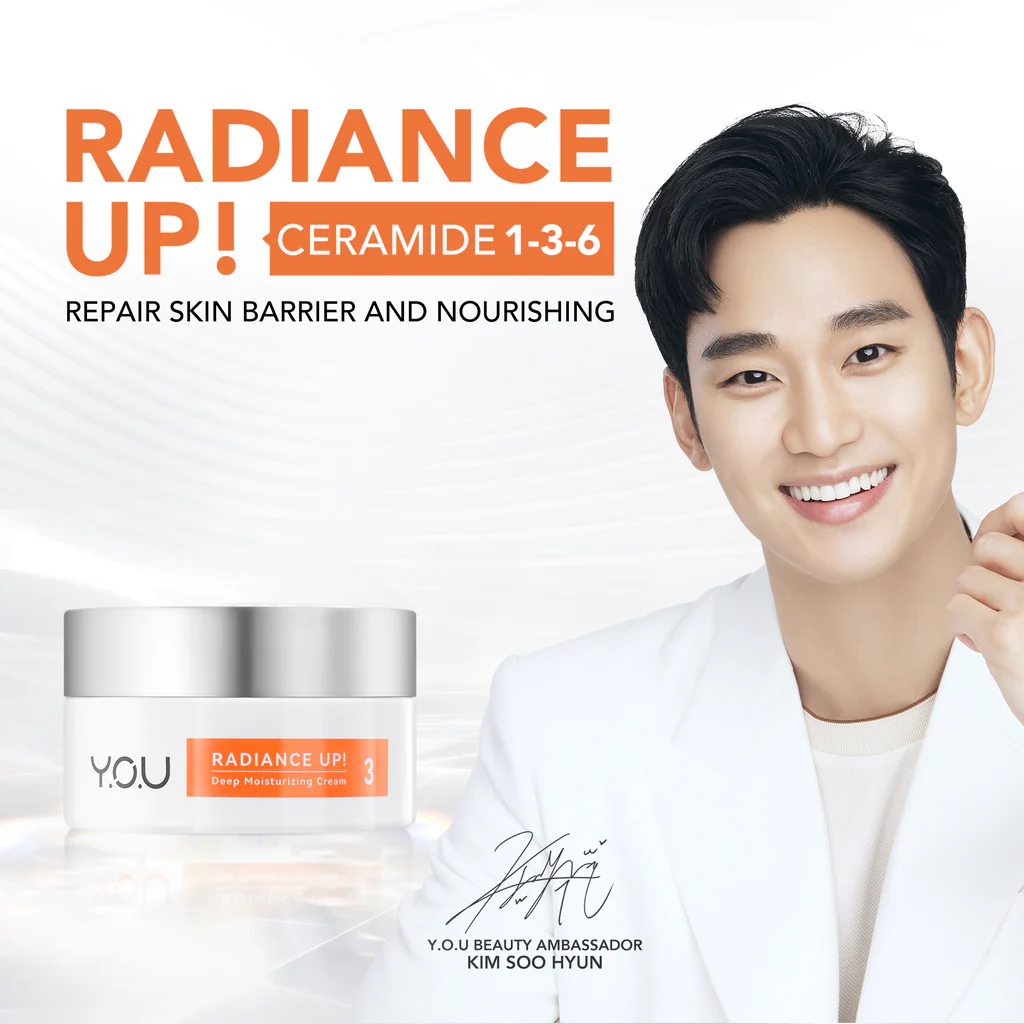 RADIANCE
UP! CERAMIDE 1-3-6
REPAIR SKIN BARRIER AND NOURISHING
Y.O.U
RADIANCE UP!
Deep Moisturizing Cream
3
Y.O.U BEAUTY AMBASSADOR
KIM SOO HYUN